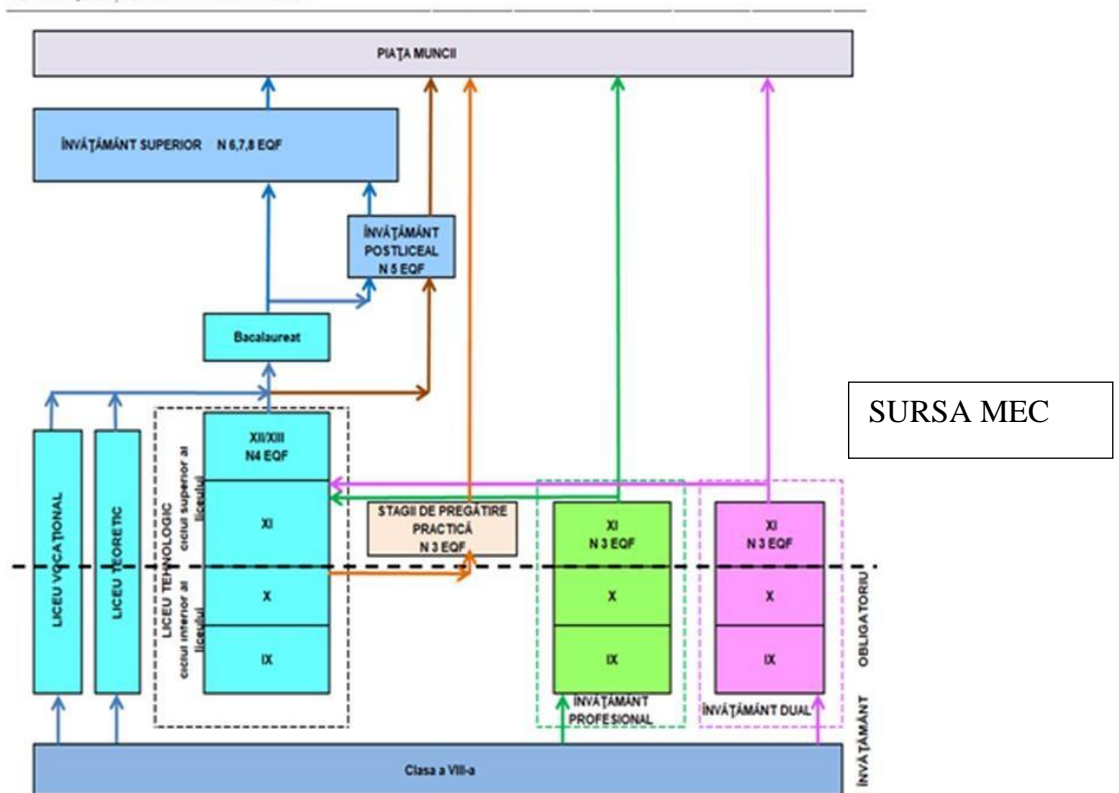 PIAȚA MUNCII
ÎNVĂȚĂMÂNT SUPERIOR N 6,7,8 EQF
ÎNVĂȚĂMÂNT
POSTLICEAL
N 5 EQF
Bacalaureat
SURSA MEC
LICEU VOCAȚIONAL
LICEU TEORETIC
LICEU TEHNOLOGIC
ciclul superior al
liceului
ciclul inferior al
liceului
XII/XIII
N4 EQF
XI
X
IX
STAGII DE PREGĂTIRE
PRACTICĂ
N 3 EQF
XI
N 3 EQF
X
IX
ÎNVĂȚĂMÂNT
PROFESIONAL
XI
N 3 EQF
X
IX
ÎNVĂȚĂMÂNT DUAL
ÎNVĂȚĂMÂNT OBLIGATORIU
Clasa a VIII-a